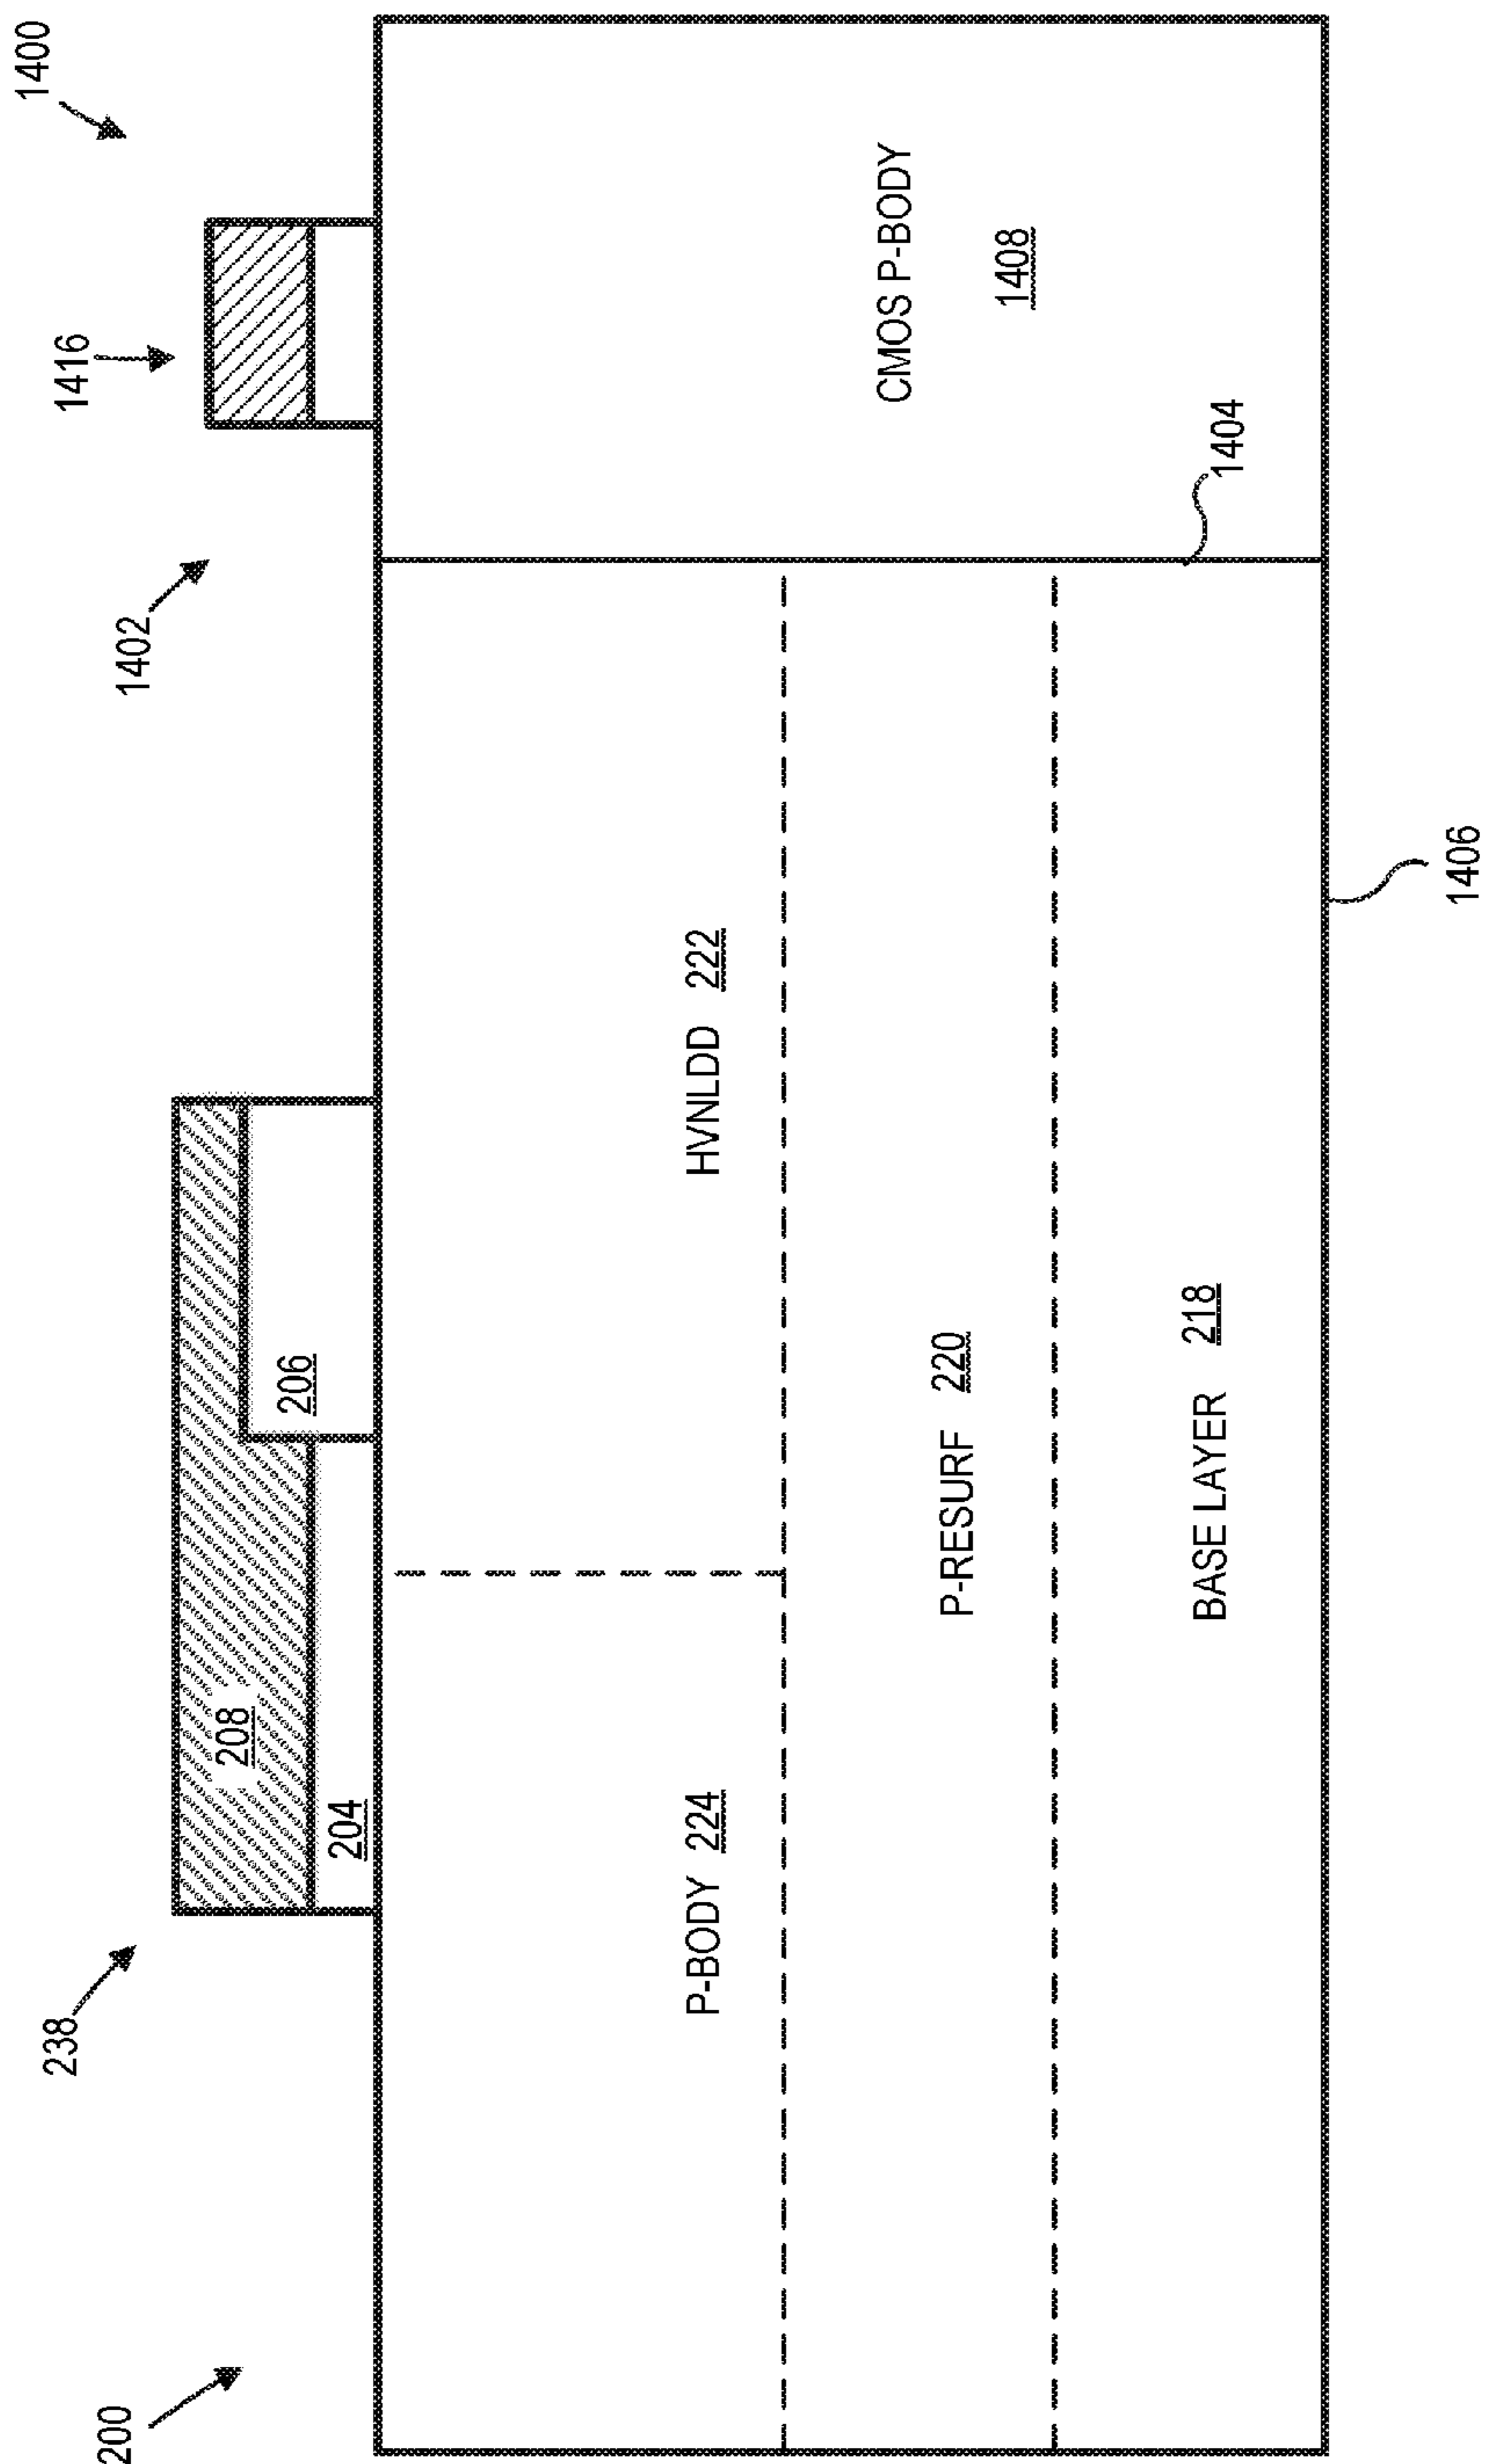 1400
1416
1402
238
200
208
206
204
P-BODY 224
HVNLDD 222
P-RESURF 220
BASE LAYER 218
CMOS P-BODY
1408
1404
1406